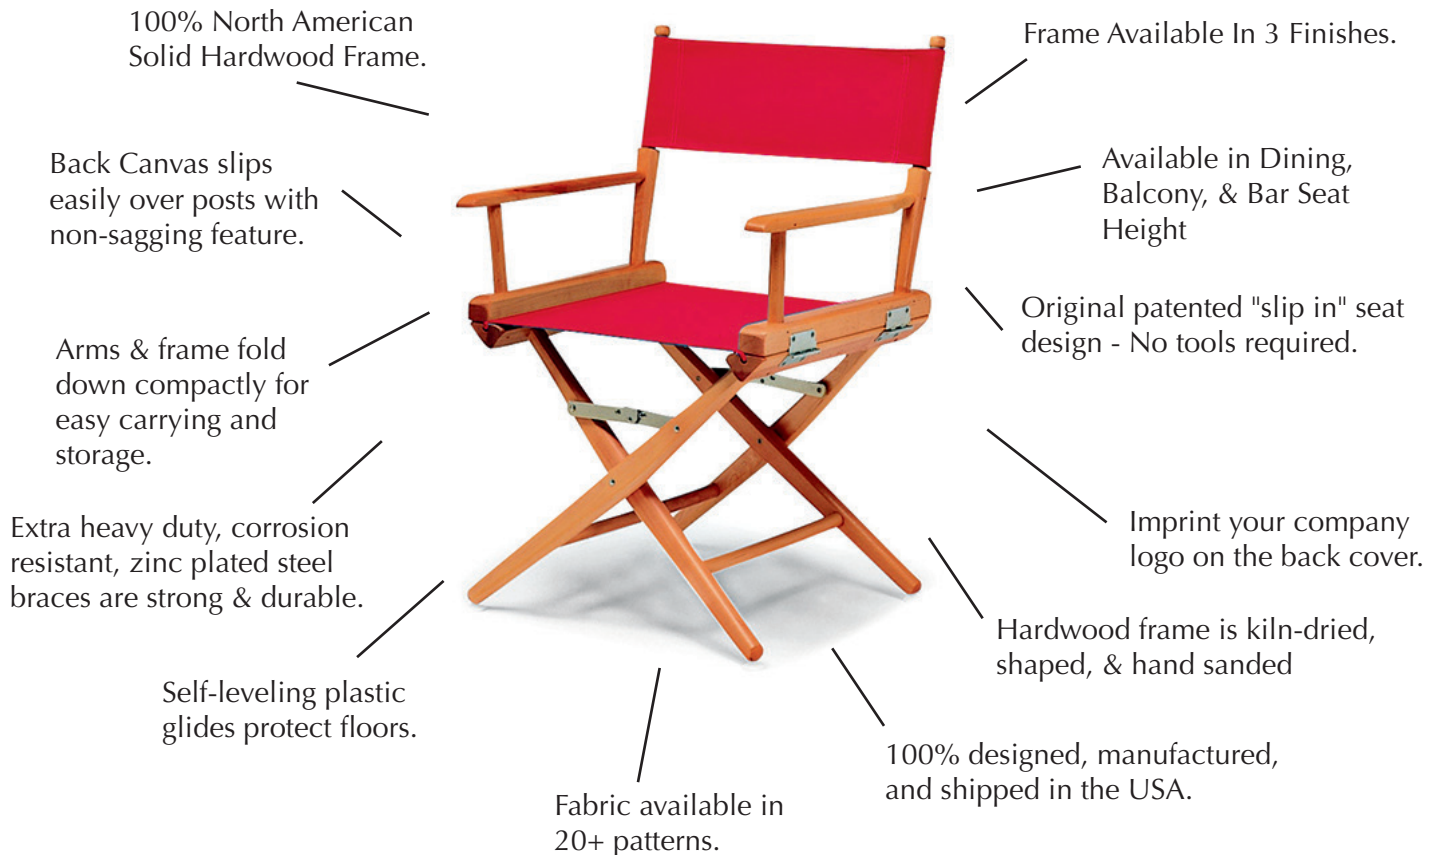 100% North American
Solid Hardwood Frame.
Frame Available In 3 Finishes.
Back Canvas slips
easily over posts with
non-sagging feature.
Available in Dining,
Balcony, & Bar Seat
Height
Arms & frame fold
down compactly for
easy carrying and
storage.
Original patented "slip in" seat
design - No tools required.
Extra heavy duty, corrosion
resistant, zinc plated steel
braces are strong & durable.
Imprint your company
logo on the back cover.
Self-leveling plastic
glides protect floors.
Hardwood frame is kiln-dried,
shaped, & hand sanded
Fabric available in
20+ patterns.
100% designed, manufactured,
and shipped in the USA.